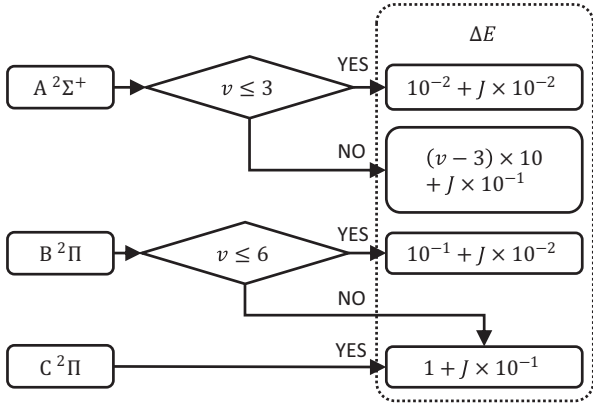 ΔE
YES
A ²Σ⁺
v ≤ 3
10⁻² + J × 10⁻²
NO
(v − 3) × 10
+ J × 10⁻¹
YES
B ²Π
v ≤ 6
10⁻¹ + J × 10⁻²
NO
YES
C ²Π
1 + J × 10⁻¹